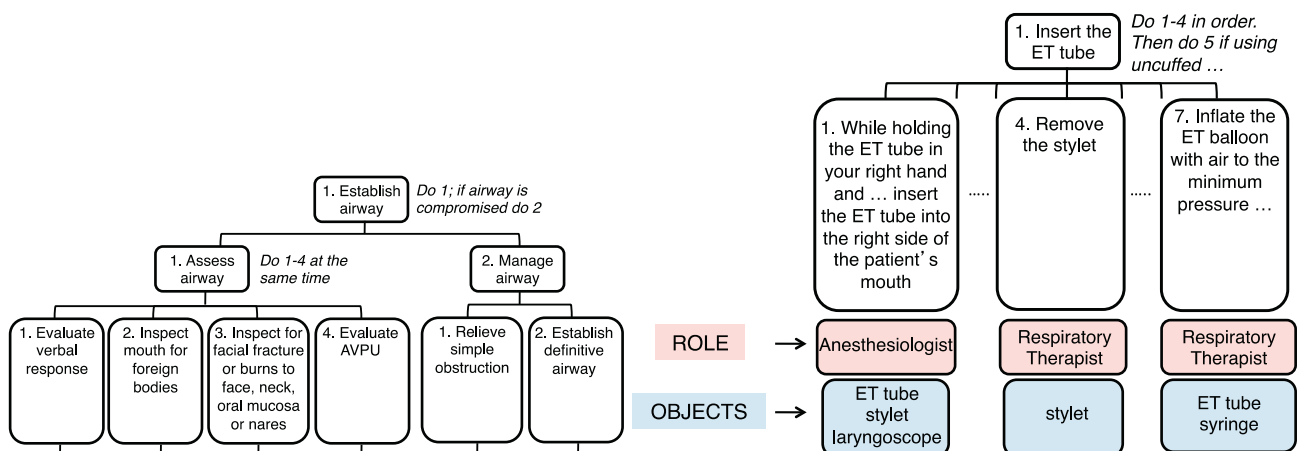 1. Establish
airway
Do 1; if airway is
compromised do 2
1. Assess
airway
Do 1-4 at the
same time
2. Manage
airway
1. Evaluate
verbal
response
2. Inspect
mouth for
foreign
bodies
3. Inspect for
facial fracture
or burns to
face, neck,
oral mucosa
or nares
4. Evaluate
AVPU
1. Relieve
simple
obstruction
2. Establish
definitive
airway
1. Insert the
ET tube
Do 1-4 in order.
Then do 5 if using
uncuffed ...
1. While holding
the ET tube in
your right hand
and ... insert
the ET tube into
the right side of
the patient's
mouth
.....
4. Remove
the stylet
.....
7. Inflate the
ET balloon
with air to the
minimum
pressure ...
ROLE
Anesthesiologist
Respiratory
Therapist
Respiratory
Therapist
OBJECTS
ET tube
stylet
laryngoscope
stylet
ET tube
syringe